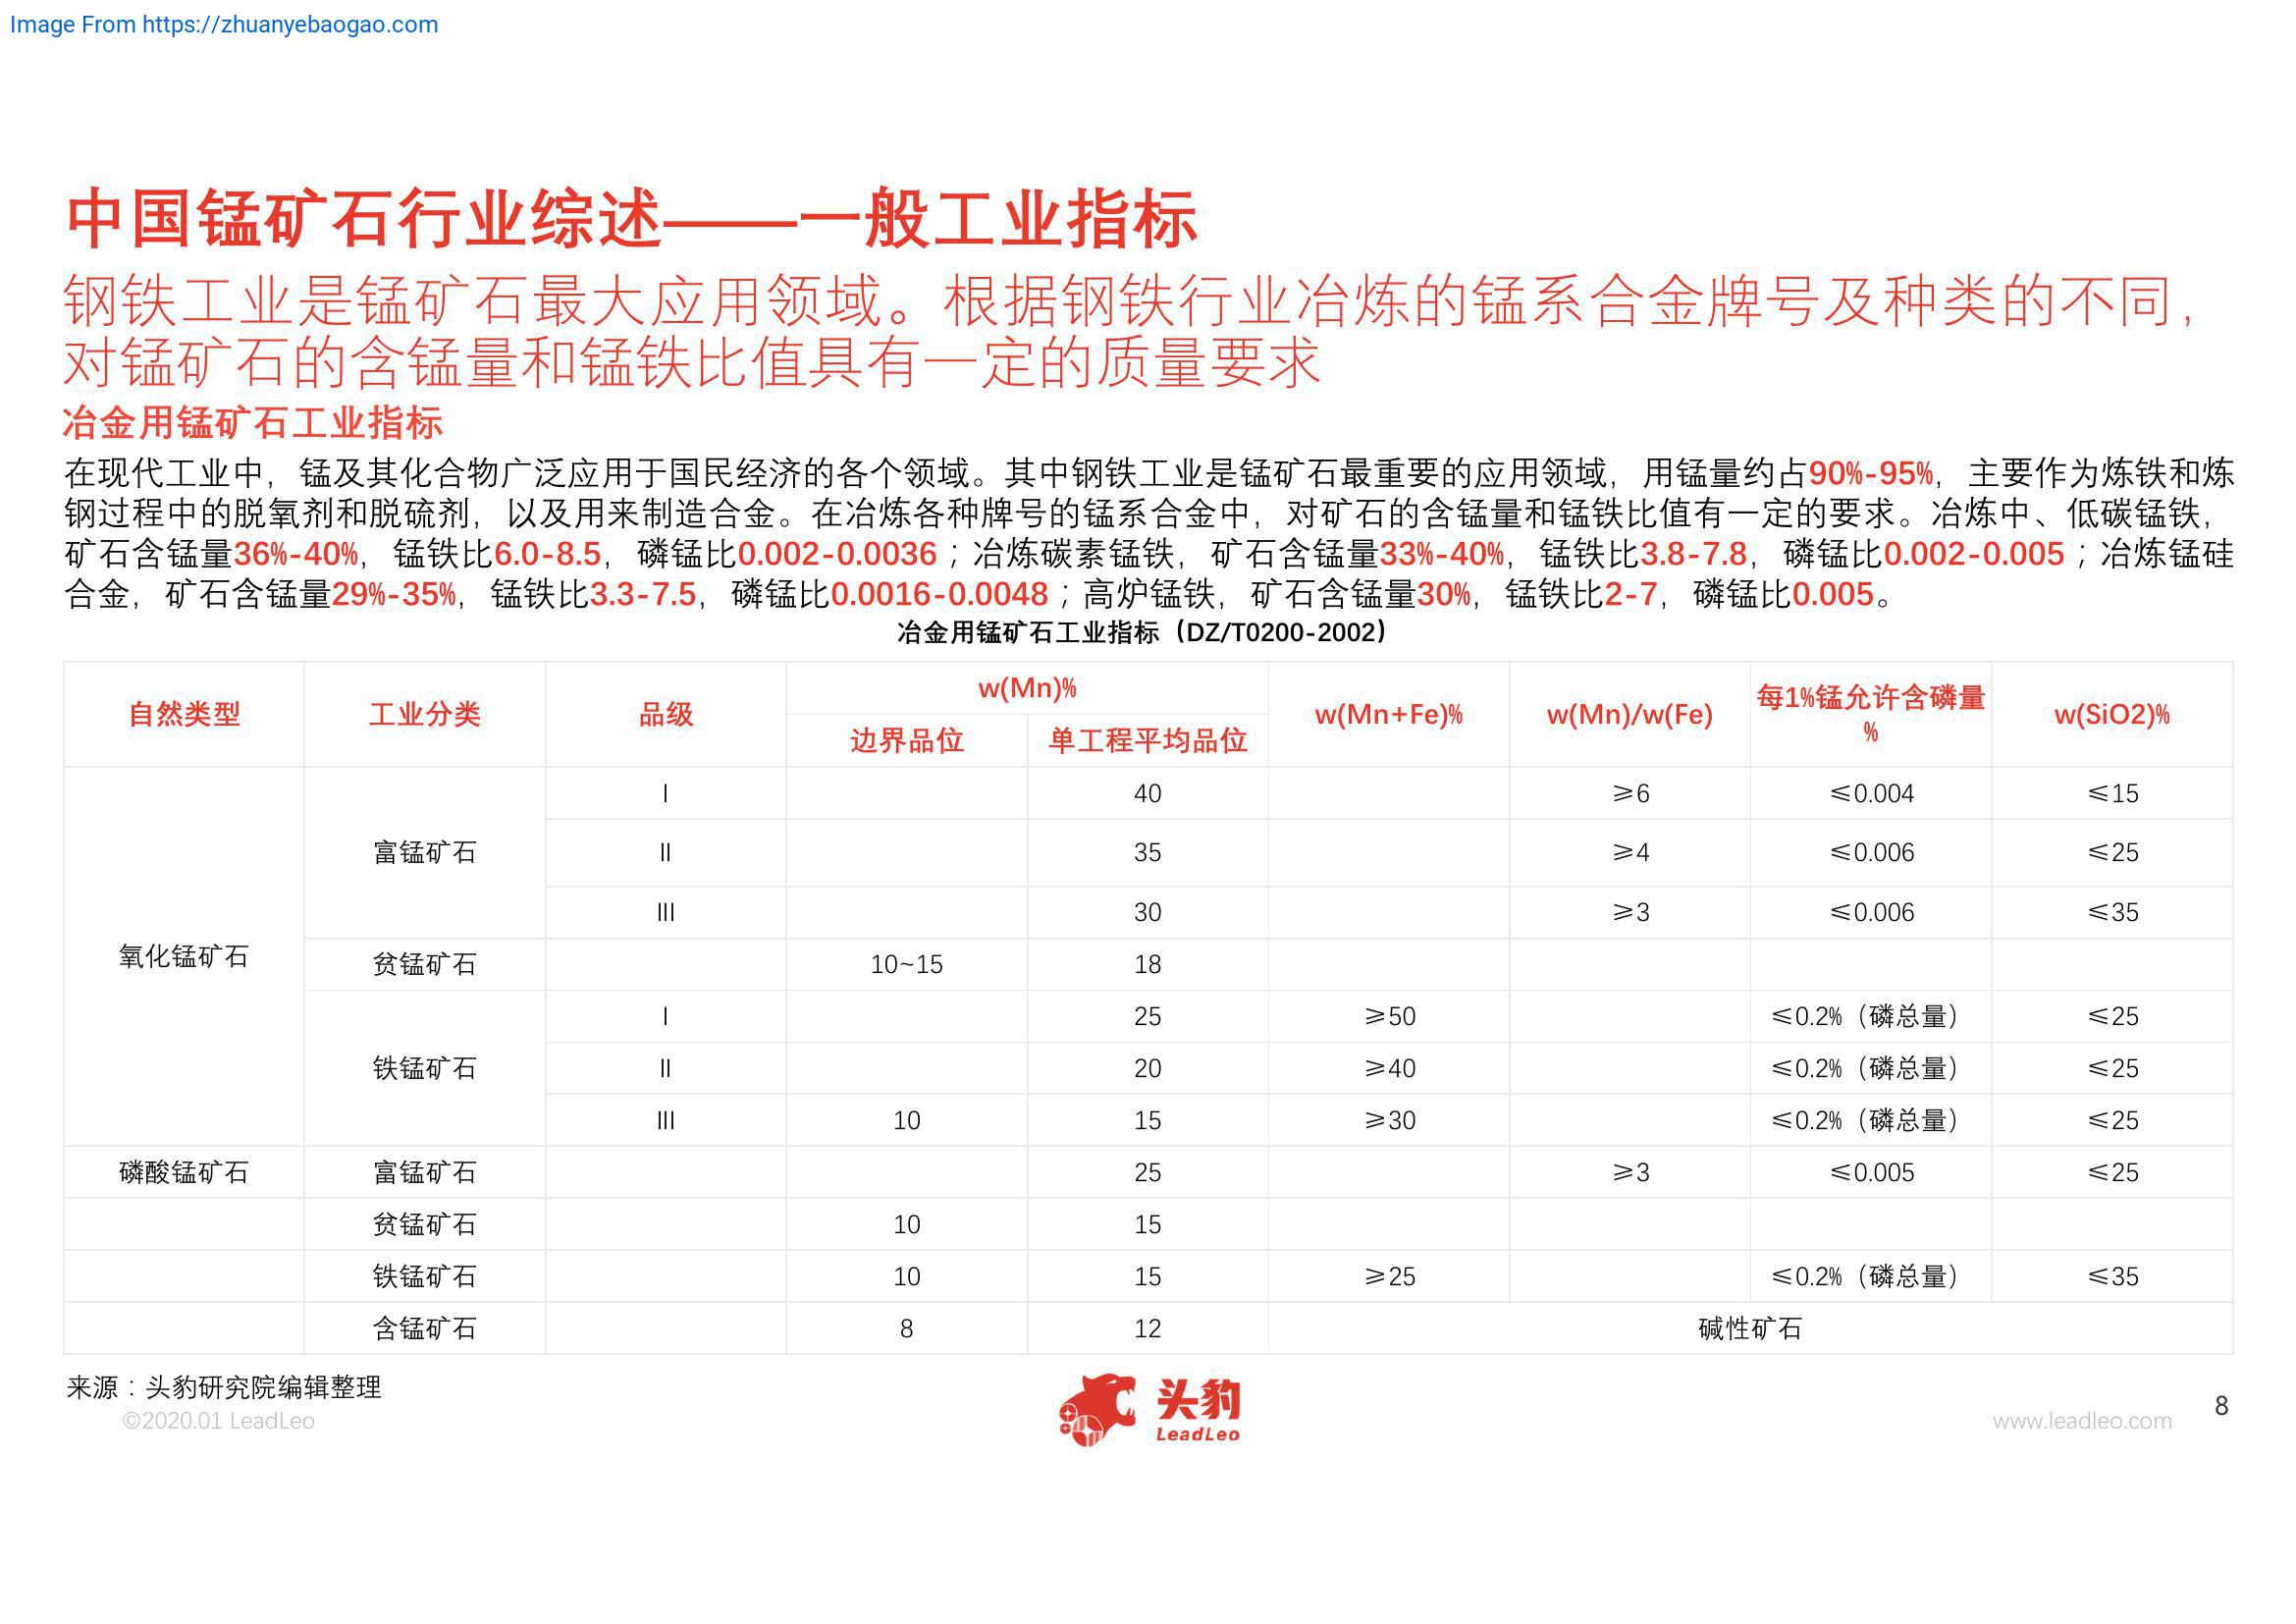 Image From https://zhuanyebaogao.com
中国锰矿石行业综述——一般工业指标
钢铁工业是锰矿石最大应用领域。根据钢铁行业冶炼的锰系合金牌号及种类的不同，
对锰矿石的含锰量和锰铁比值具有一定的质量要求
冶金用锰矿石工业指标
在现代工业中，锰及其化合物广泛应用于国民经济的各个领域。其中钢铁工业是锰矿石最重要的应用领域，用锰量约占90%-95%，主要作为炼铁和炼
钢过程中的脱氧剂和脱硫剂，以及用来制造合金。在冶炼各种牌号的锰系合金中，对矿石的含锰量和锰铁比值有一定的要求。冶炼中、低碳锰铁，
矿石含锰量36%-40%，锰铁比6.0-8.5，磷锰比0.002-0.0036；冶炼碳素锰铁，矿石含锰量33%-40%，锰铁比3.8-7.8，磷锰比0.002-0.005；冶炼锰硅
合金，矿石含锰量29%-35%，锰铁比3.3-7.5，磷锰比0.0016-0.0048；高炉锰铁，矿石含锰量30%，锰铁比2-7，磷锰比0.005。
冶金用锰矿石工业指标（DZ/T0200-2002）
自然类型 工业分类 品级 w(Mn)% w(Mn+Fe)% w(Mn)/w(Fe) 每1%锰允许含磷量
% w(SiO2)%
边界品位 单工程平均品位
氧化锰矿石 富锰矿石 I 40 ≥6 ≤0.004 ≤15
II 35 ≥4 ≤0.006 ≤25
III 30 ≥3 ≤0.006 ≤35
贫锰矿石 10~15 18
铁锰矿石 I 25 ≥50 ≤0.2%（磷总量） ≤25
II 20 ≥40 ≤0.2%（磷总量） ≤25
III 10 15 ≥30 ≤0.2%（磷总量） ≤25
磷酸锰矿石 富锰矿石 25 ≥3 ≤0.005 ≤25
贫锰矿石 10 15
铁锰矿石 10 15 ≥25 ≤0.2%（磷总量） ≤35
含锰矿石 8 12 碱性矿石
来源：头豹研究院编辑整理
©2020.01 LeadLeo
头豹
LeadLeo
www.leadleo.com
8